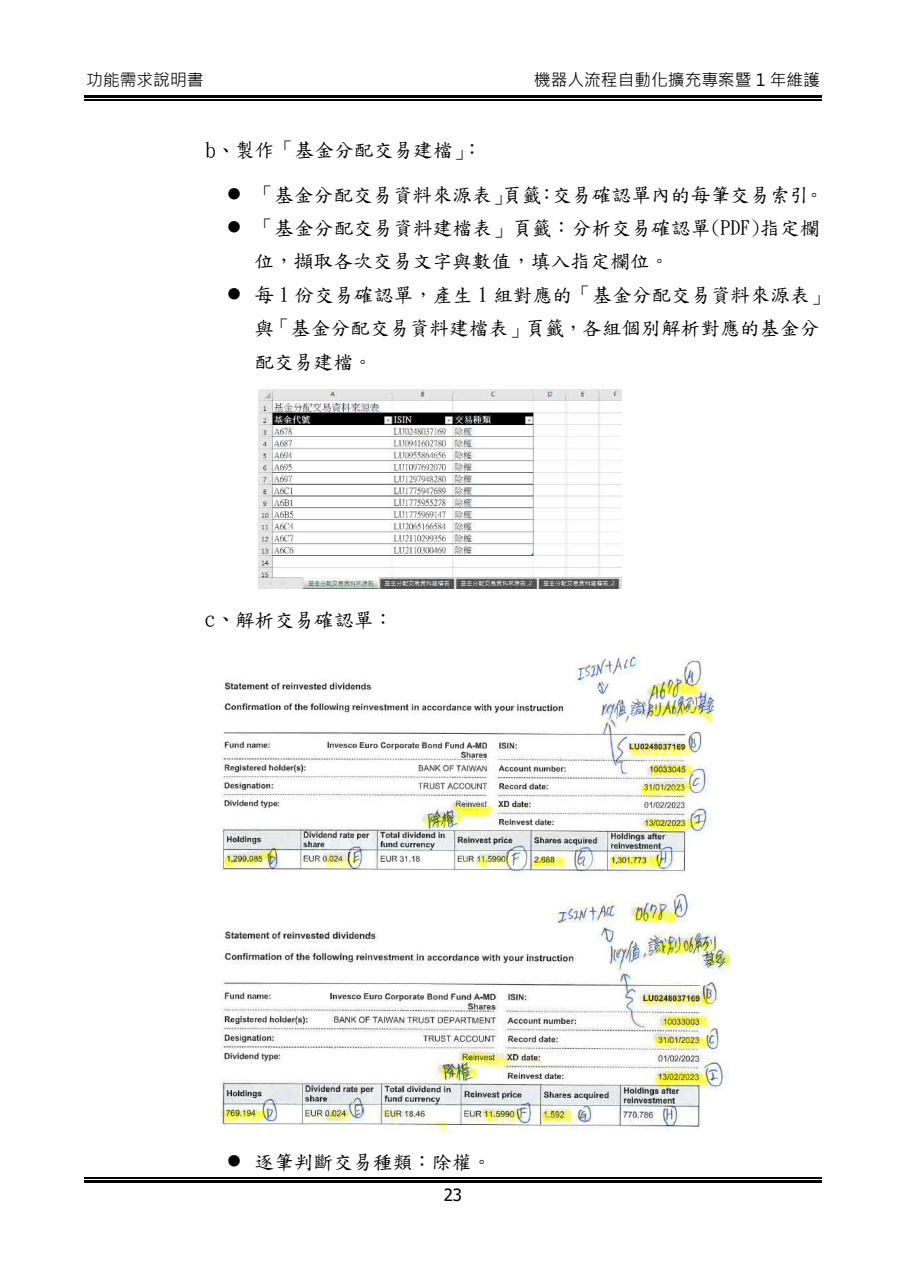 功能需求說明書 機器人流程自動化擴充專案暨 1 年維護
b、製作「基金分配交易建檔」：
● 「基金分配交易資料來源表」頁籤：交易確認單內的每筆交易索引。
● 「基金分配交易資料建檔表」頁籤：分析交易確認單(PDF)指定欄
位，擷取各次交易文字與數值，填入指定欄位。
● 每 1 份交易確認單，產生 1 組對應的「基金分配交易資料來源表」
與「基金分配交易資料建檔表」頁籤，各組個別解析對應的基金分
配交易建檔。
A B C D E F
1 基金分配交易資料來源表
2 基金代號 ISIN 交易種類
3 A678 LU0248037169 除權
4 A687 LU0941602780 除權
5 A694 LU0955864656 除權
6 A695 LU1097692070 除權
7 A697 LU1297948280 除權
8 A6C1 LU1775947689 除權
9 A6B1 LU1775955278 除權
10 A6B5 LU1775969147 除權
11 A6C4 LU2065166584 除權
12 A6C7 LU2110299356 除權
13 A6C6 LU2110300469 除權
14
15
基金分配交易資料來源表 基金分配交易資料建檔表 基金分配交易資料來源表_2 基金分配交易資料建檔表_2
c、解析交易確認單：
ISIN+ACC
A678 A
Statement of reinvested dividends
key值,識別A6系列基金
Confirmation of the following reinvestment in accordance with your instruction
Fund name: Invesco Euro Corporate Bond Fund A-MD ISIN: LU0248037169 B
Shares
Registered holder(s): BANK OF TAIWAN Account number: 10033045
Designation: TRUST ACCOUNT Record date: 31/01/2023 C
Dividend type: Reinvest XD date: 01/02/2023
除權 Reinvest date: 13/02/2023 I
Holdings Dividend rate per share Total dividend in fund currency Reinvest price Shares acquired Holdings after reinvestment
1,299.085 D EUR 0.024 E EUR 31.18 EUR 11.5990 F 2.688 G 1,301.773 H
ISIN+ACC 0678 A
Statement of reinvested dividends
key值,識別06系列
基金
Confirmation of the following reinvestment in accordance with your instruction
Fund name: Invesco Euro Corporate Bond Fund A-MD ISIN: LU0248037169 B
Shares
Registered holder(s): BANK OF TAIWAN TRUST DEPARTMENT Account number: 10033003
Designation: TRUST ACCOUNT Record date: 31/01/2023 C
Dividend type: Reinvest XD date: 01/02/2023
除權 Reinvest date: 13/02/2023 I
Holdings Dividend rate per share Total dividend in fund currency Reinvest price Shares acquired Holdings after reinvestment
769.194 D EUR 0.024 E EUR 18.46 EUR 11.5990 F 1.592 G 770.786 H
● 逐筆判斷交易種類：除權。
23